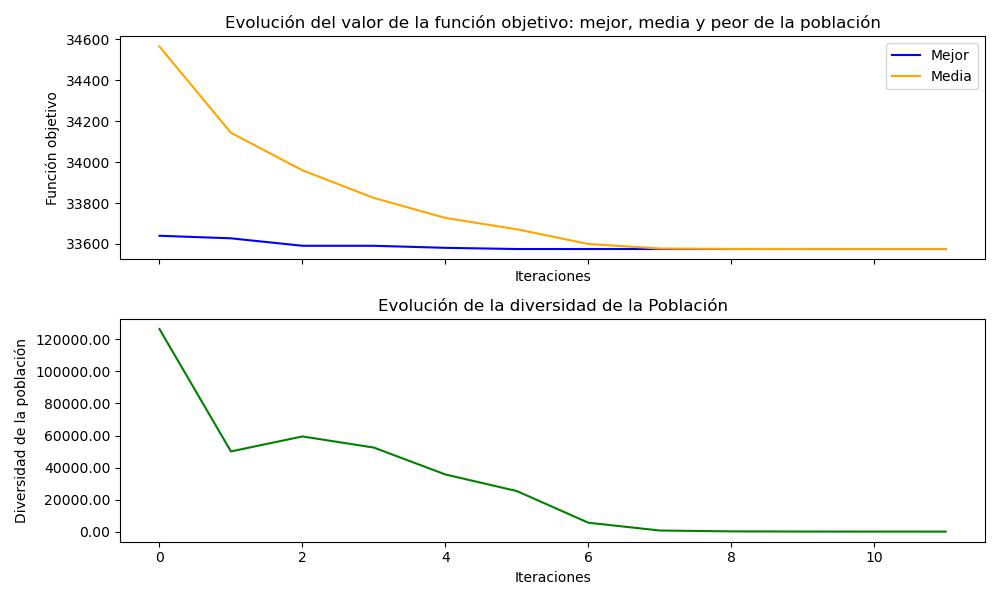 Evolución del valor de la función objetivo: mejor, media y peor de la población
34600
34400
34200
34000
33800
33600
Función objetivo
Mejor
Media
Iteraciones
Evolución de la diversidad de la Población
120000.00
100000.00
80000.00
60000.00
40000.00
20000.00
0.00
Diversidad de la población
0 2 4 6 8 10
Iteraciones